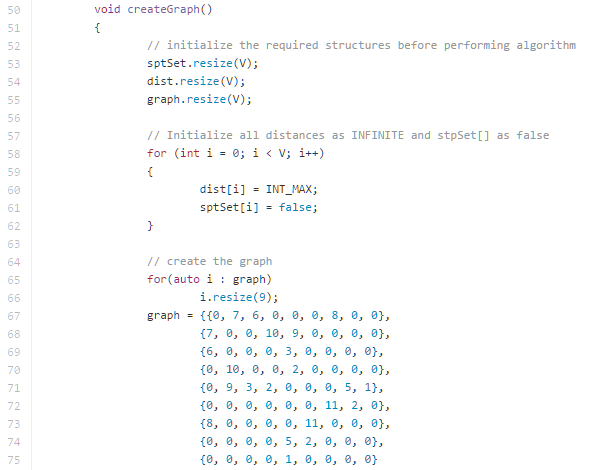 50 void createGraph()
51 {
52 // initialize the required structures before performing algorithm
53 sptSet.resize(V);
54 dist.resize(V);
55 graph.resize(V);
56
57 // Initialize all distances as INFINITE and stpSet[] as false
58 for (int i = 0; i < V; i++)
59 {
60 dist[i] = INT_MAX;
61 sptSet[i] = false;
62 }
63
64 // create the graph
65 for(auto i : graph)
66 i.resize(9);
67 graph = {{0, 7, 6, 0, 0, 0, 8, 0, 0},
68 {7, 0, 0, 10, 9, 0, 0, 0, 0},
69 {6, 0, 0, 0, 3, 0, 0, 0, 0},
70 {0, 10, 0, 0, 2, 0, 0, 0, 0},
71 {0, 9, 3, 2, 0, 0, 0, 5, 1},
72 {0, 0, 0, 0, 0, 0, 11, 2, 0},
73 {8, 0, 0, 0, 0, 11, 0, 0, 0},
74 {0, 0, 0, 0, 5, 2, 0, 0, 0},
75 {0, 0, 0, 0, 1, 0, 0, 0, 0}